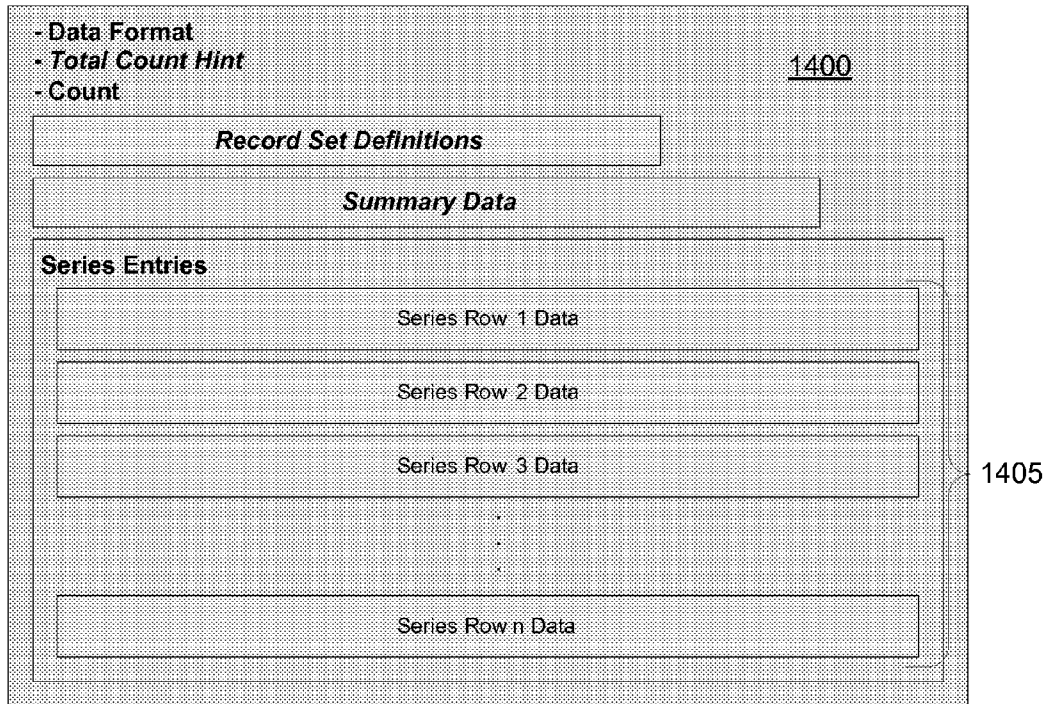 - Data Format
- Total Count Hint
- Count
1400
Record Set Definitions
Summary Data
Series Entries
Series Row 1 Data
Series Row 2 Data
Series Row 3 Data
.
.
.
Series Row n Data
1405